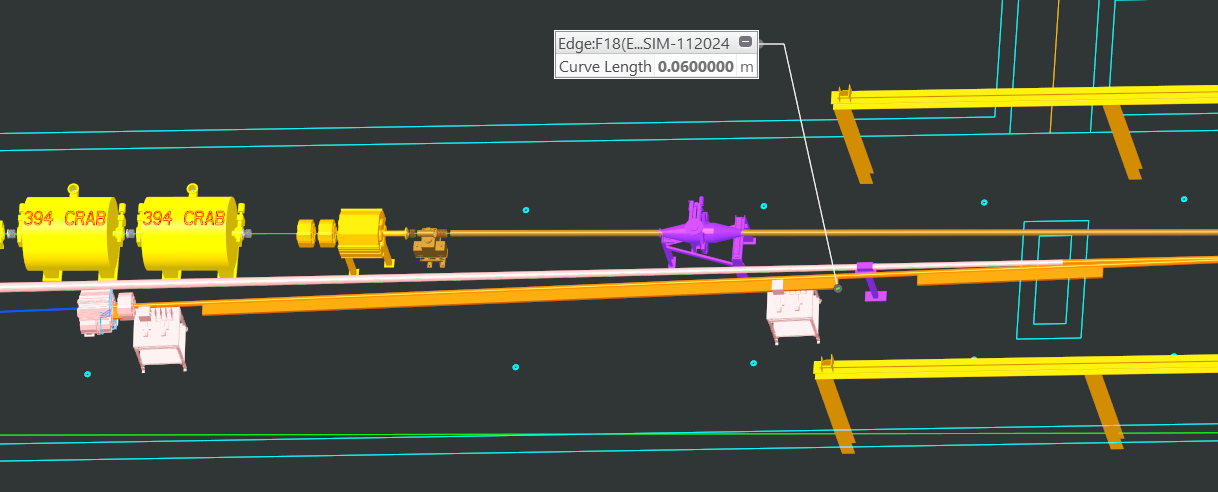 Edge:F18(E...SIM-112024
Curve Length 0.0600000 m
394 CRAB 394 CRAB